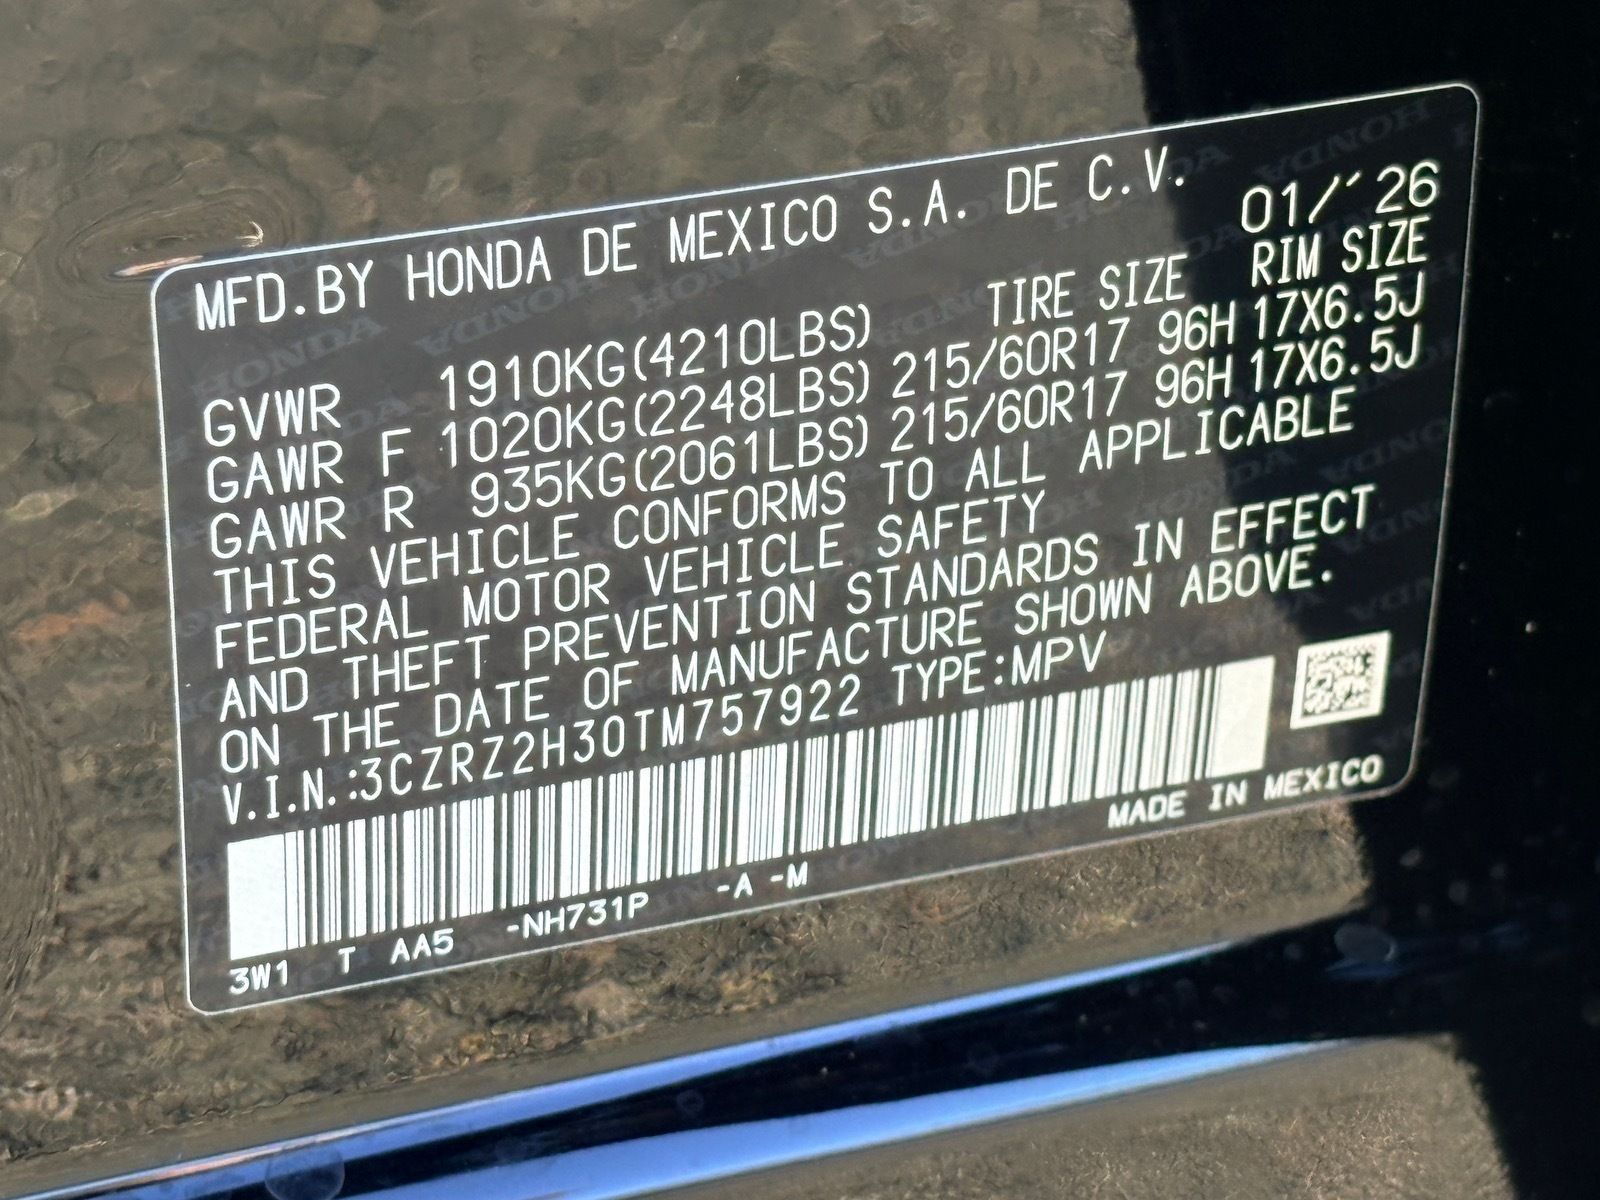 MFD.BY HONDA DE MEXICO S.A. DE C.V.
01/'26
TIRE SIZE RIM SIZE
GVWR 1910KG(4210LBS)
GAWR F 1020KG(2248LBS) 215/60R17 96H 17X6.5J
GAWR R 935KG(2061LBS) 215/60R17 96H 17X6.5J
THIS VEHICLE CONFORMS TO ALL APPLICABLE
FEDERAL MOTOR VEHICLE SAFETY
AND THEFT PREVENTION STANDARDS IN EFFECT
ON THE DATE OF MANUFACTURE SHOWN ABOVE.
V.I.N.:3CZRZ2H30TM757922 TYPE:MPV
MADE IN MEXICO
3W1 T AA5 -NH731P -A -M